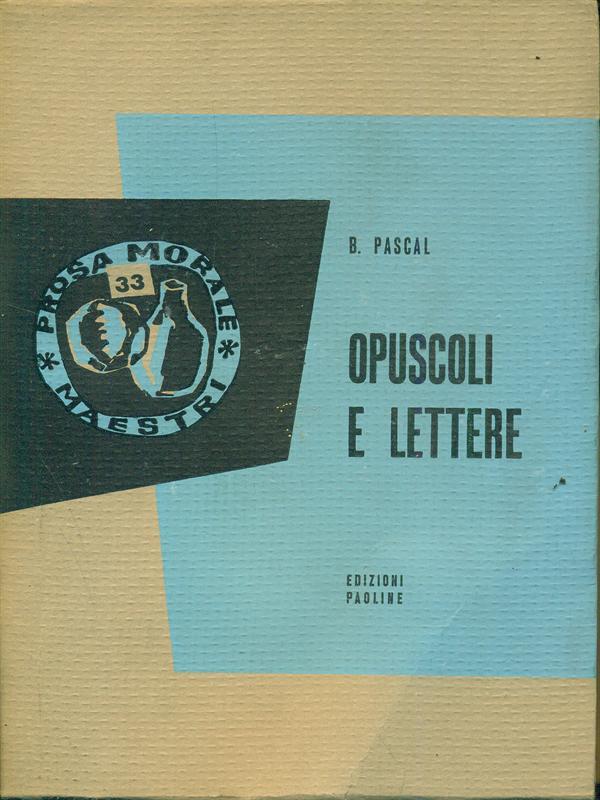 PROSA MORALE
33
MAESTRI
B. PASCAL
OPUSCOLI
E LETTERE
EDIZIONI
PAOLINE